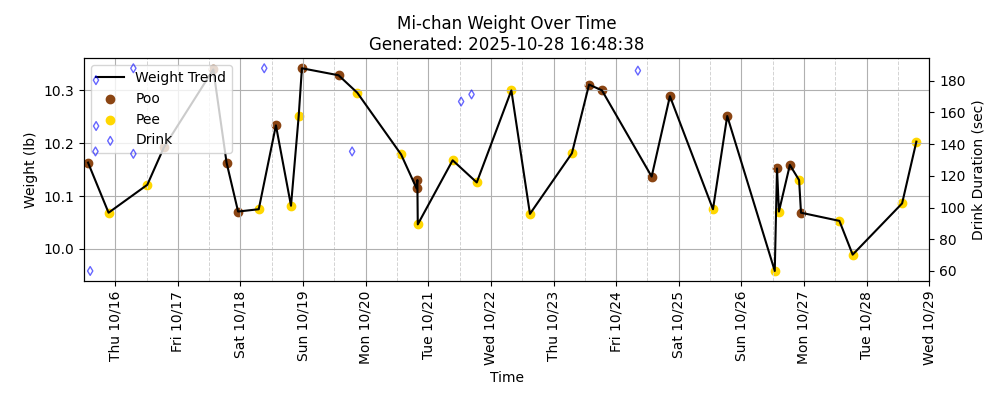 Mi-chan Weight Over Time
Generated: 2025-10-28 16:48:38
Weight Trend
Poo
Pee
Drink
Weight (lb)
10.3
10.2
10.1
10.0
Drink Duration (sec)
180
160
140
120
100
80
60
Thu 10/16
Fri 10/17
Sat 10/18
Sun 10/19
Mon 10/20
Tue 10/21
Wed 10/22
Thu 10/23
Fri 10/24
Sat 10/25
Sun 10/26
Mon 10/27
Tue 10/28
Wed 10/29
Time